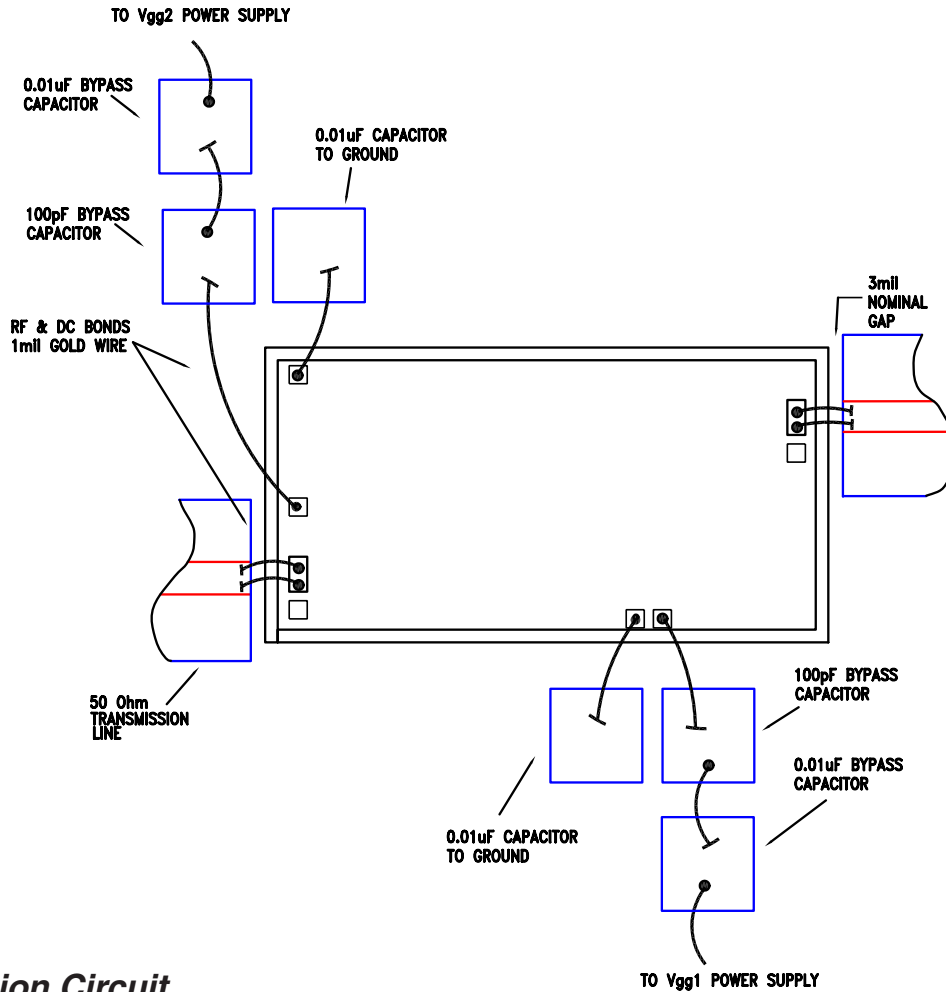 TO Vgg2 POWER SUPPLY
0.01uF BYPASS
CAPACITOR
0.01uF CAPACITOR
TO GROUND
100pF BYPASS
CAPACITOR
3mil
NOMINAL
GAP
RF & DC BONDS
1mil GOLD WIRE
50 Ohm
TRANSMISSION
LINE
100pF BYPASS
CAPACITOR
0.01uF BYPASS
CAPACITOR
0.01uF CAPACITOR
TO GROUND
TO Vgg1 POWER SUPPLY
ion Circuit